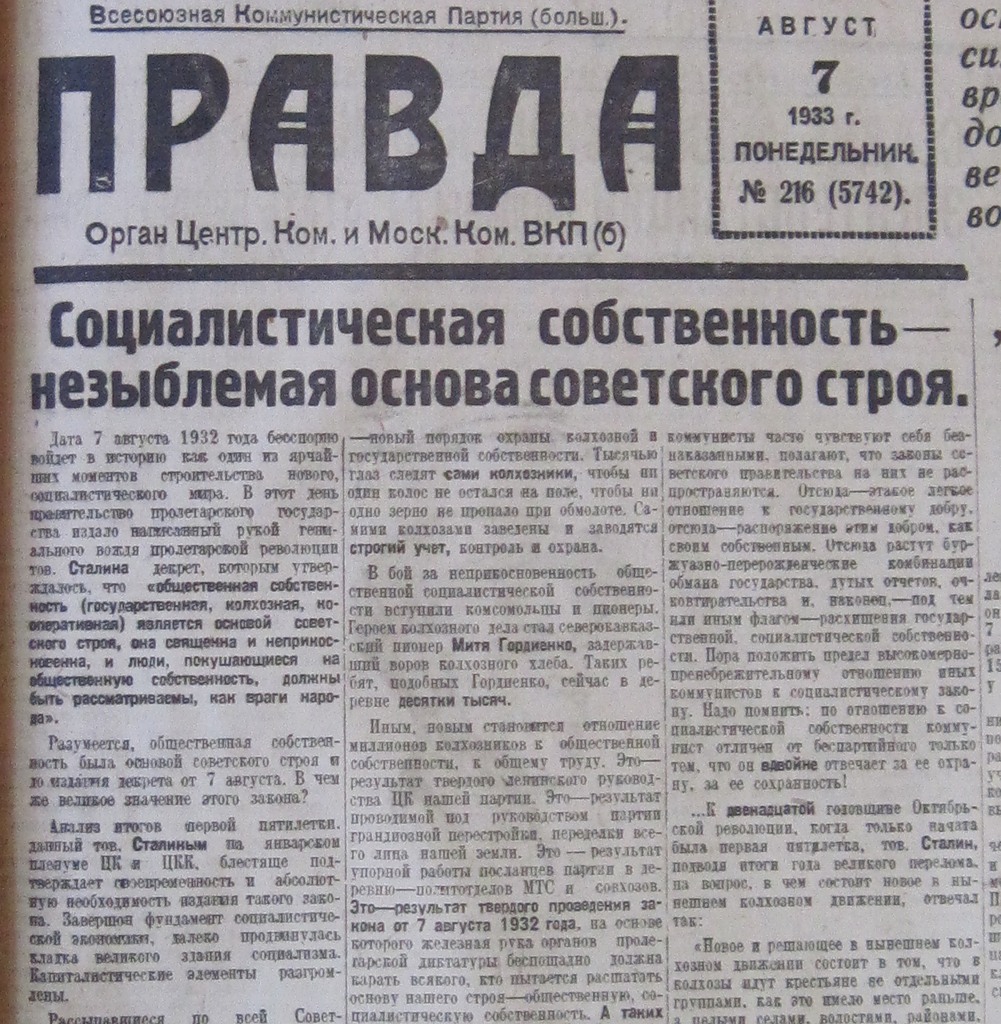 Всесоюзная Коммунистическая Партия (больш.).
ПРАВДА
Орган Центр. Ком. и Моск. Ком. ВКП(б)
АВГУСТ
7
1933 г.
ПОНЕДЕЛЬНИК.
№ 216 (5742).
Социалистическая собственность—
незыблемая основа советского строя.
Дата 7 августа 1932 года бесспорно
войдет в историю как один из ярчай-
ших моментов строительства нового,
социалистического мира. В этот день
правительство пролетарского государ-
ства издало написанный рукой гени-
ального вождя пролетарской революции
тов. Сталина декрет, которым утвер-
ждалось, что «общественная собствен-
ность (государственная, колхозная, ко-
оперативная) является основой совет-
ского строя, она священна и неприкос-
новенна, и люди, покушающиеся на
общественную собственность, должны
быть рассматриваемы, как враги наро-
да».
Разумеется, общественная собствен-
ность была основой советского строя и
до издания декрета от 7 августа. В чем
же великое значение этого закона?
Анализ итогов первой пятилетки,
данный тов. Сталиным на январском
пленуме ЦК и ЦКК, блестяще под-
тверждает своевременность и абсолют-
ную необходимость издания такого зако-
на. Завершен фундамент социалистиче-
ской экономики, далеко продвинулась
кладка великого здания социализма.
Капиталистические элементы разгром-
лены.
Рассыпавшиеся по всей Совет-
—новый порядок охраны колхозной и
государственной собственности. Тысячью
глаз следят сами колхозники, чтобы ни
один колос не остался на поле, чтобы ни
одно зерно не пропало при обмолоте. Са-
мими колхозами заведены и заводятся
строгий учет, контроль и охрана.
В бой за неприкосновенность обще-
ственной социалистической собственно-
сти вступили комсомольцы и пионеры.
Героем колхозного дела стал северокавказ-
ский пионер Митя Гордиенко, задержав-
ший воров колхозного хлеба. Таких ре-
бят, подобных Гордиенко, сейчас в де-
ревне десятки тысяч.
Иным, новым становится отношение
миллионов колхозников к общественной
собственности, к общему труду. Это—
результат твердого ленинского руковод-
ства ЦК нашей партии. Это—результат
проводимой под руководством партии
грандиозной перестройки, переделки все-
го лица нашей земли. Это — результат
упорной работы посланцев партии в де-
ревню—политотделов МТС и совхозов.
Это—результат твердого проведения за-
кона от 7 августа 1932 года, на основе
которого железная рука органов проле-
тарской диктатуры беспощадно должна
карать всякого, кто пытается расшатать
основу нашего строя—общественную, со-
циалистическую собственность. А таких
коммунисты часто чувствуют себя без-
наказанными, полагают, что законы со-
ветского правительства на них не рас-
пространяются. Отсюда—этакое легкое
отношение к государственному добру,
отсюда—распоряжение этим добром, как
своим собственным. Отсюда растут бур-
жуазно-перерожденческие комбинации
обмана государства, дутых отчетов, оч-
ковтирательства и, наконец,—под тем
или иным флагом—расхищения государ-
ственной, социалистической собственно-
сти. Пора положить предел высокомерно-
пренебрежительному отношению иных
коммунистов к социалистическому зако-
ну. Надо помнить: по отношению к со-
циалистической собственности комму-
нист отличен от беспартийного только
тем, что он вдвойне отвечает за ее охра-
ну, за ее сохранность!
...К двенадцатой годовщине Октябрь-
ской революции, когда только начата
была первая пятилетка, тов. Сталин,
подводя итоги года великого перелома,
на вопрос, в чем состоит новое в ны-
нешнем колхозном движении, отвечал
так:
«Новое и решающее в нынешнем кол-
хозном движении состоит в том, что в
колхозы идут крестьяне не отдельными
группами, как это имело место раньше,
а целыми селами, волостями, районами,